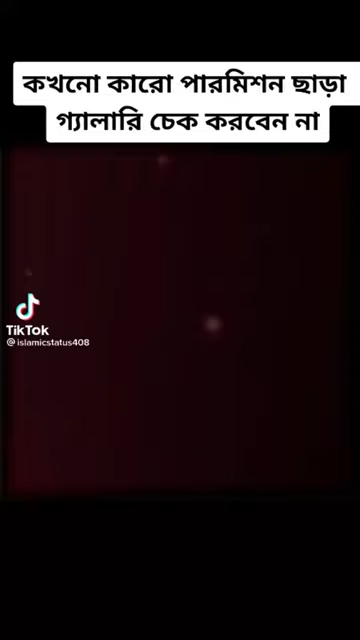 কখনো কারো পারমিশন ছাড়া
গ্যালারি চেক করবেন না
TikTok
@islamicstatus408